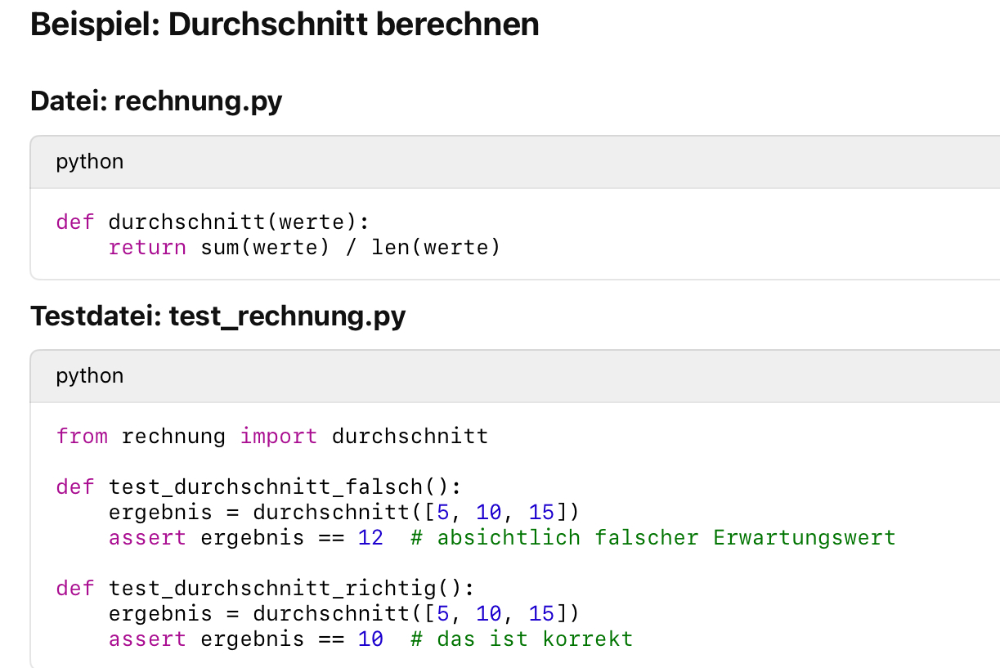 Beispiel: Durchschnitt berechnen
Datei: rechnung.py
python
def durchschnitt(werte):
    return sum(werte) / len(werte)
Testdatei: test_rechnung.py
python
from rechnung import durchschnitt
def test_durchschnitt_falsch():
    ergebnis = durchschnitt([5, 10, 15])
    assert ergebnis == 12  # absichtlich falscher Erwartungswert
def test_durchschnitt_richtig():
    ergebnis = durchschnitt([5, 10, 15])
    assert ergebnis == 10  # das ist korrekt